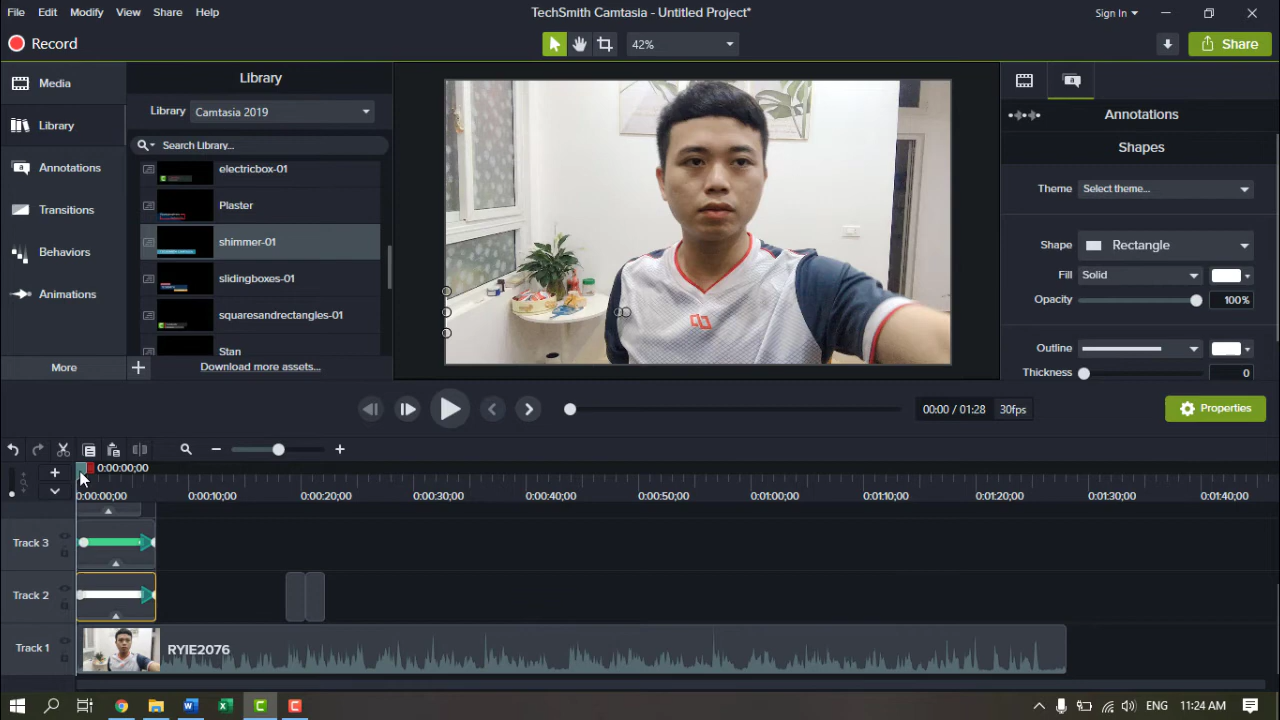 File Edit Modify View Share Help
TechSmith Camtasia - Untitled Project*
Sign In
Record
42%
Share
Media
Library
Annotations
Transitions
Behaviors
Animations
More
Library
Library Camtasia 2019
Search Library...
electricbox-01
Plaster
shimmer-01
slidingboxes-01
squaresandrectangles-01
Stan
Download more assets...
Annotations
Shapes
Theme Select theme...
Shape Rectangle
Fill Solid
Opacity 100%
Outline
Thickness 0
00:00 / 01:28 30fps
Properties
0:00:00;00
0:00:00;00 0:00:10;00 0:00:20;00 0:00:30;00 0:00:40;00 0:00:50;00 0:01:00;00 0:01:10;00 0:01:20;00 0:01:30;00 0:01:40;00
Track 3
Track 2
Track 1
RYIE2076
ENG 11:24 AM